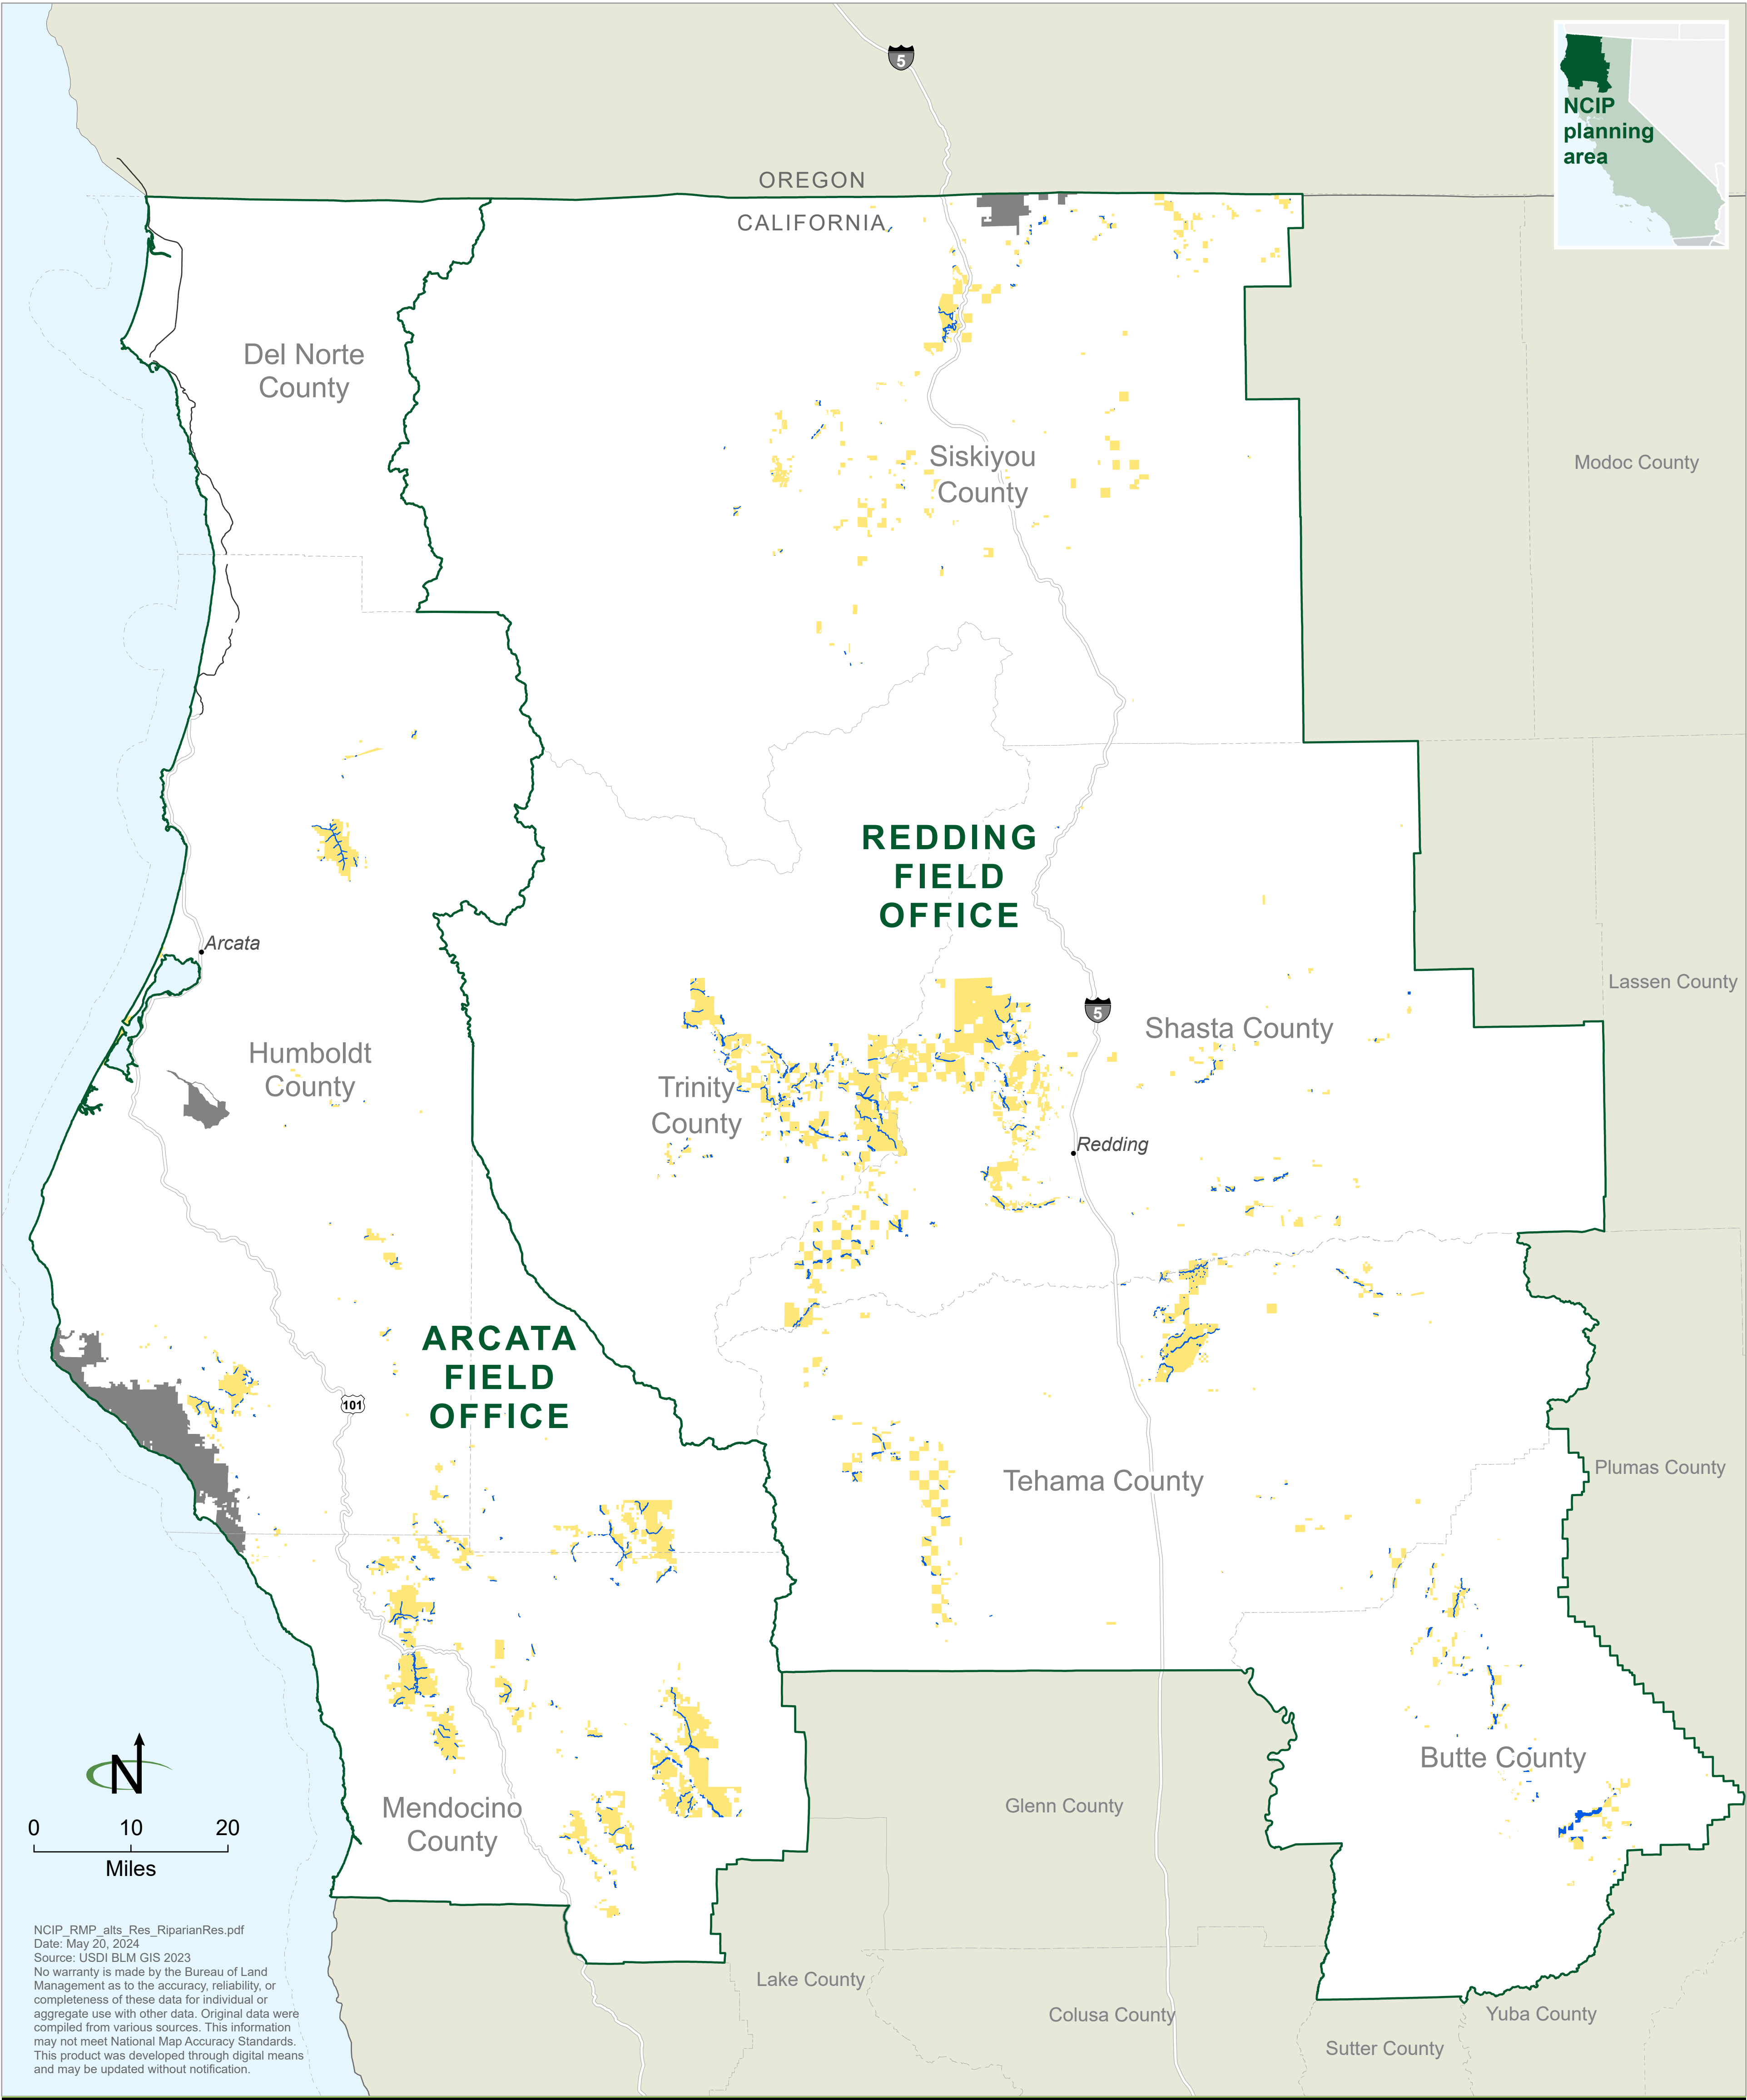 5
NCIP
planning
area
OREGON
CALIFORNIA
Del Norte
County
Siskiyou
County
Modoc County
REDDING
FIELD
OFFICE
Arcata
Lassen County
5
Shasta County
Humboldt
County
Trinity
County
Redding
ARCATA
FIELD
OFFICE
101
Tehama County
Plumas County
N
Butte County
Mendocino
County
Glenn County
0 10 20
Miles
NCIP_RMP_alts_Res_RiparianRes.pdf
Date: May 20, 2024
Source: USDI BLM GIS 2023
No warranty is made by the Bureau of Land
Management as to the accuracy, reliability, or
completeness of these data for individual or
aggregate use with other data. Original data were
compiled from various sources. This information
may not meet National Map Accuracy Standards.
This product was developed through digital means
and may be updated without notification.
Lake County
Colusa County
Yuba County
Sutter County